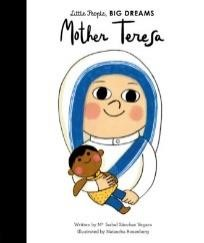 Little People, BIG DREAMS
Mother Teresa
Written by Mª Isabel Sánchez Vegara
Illustrated by Natascha Rosenberg